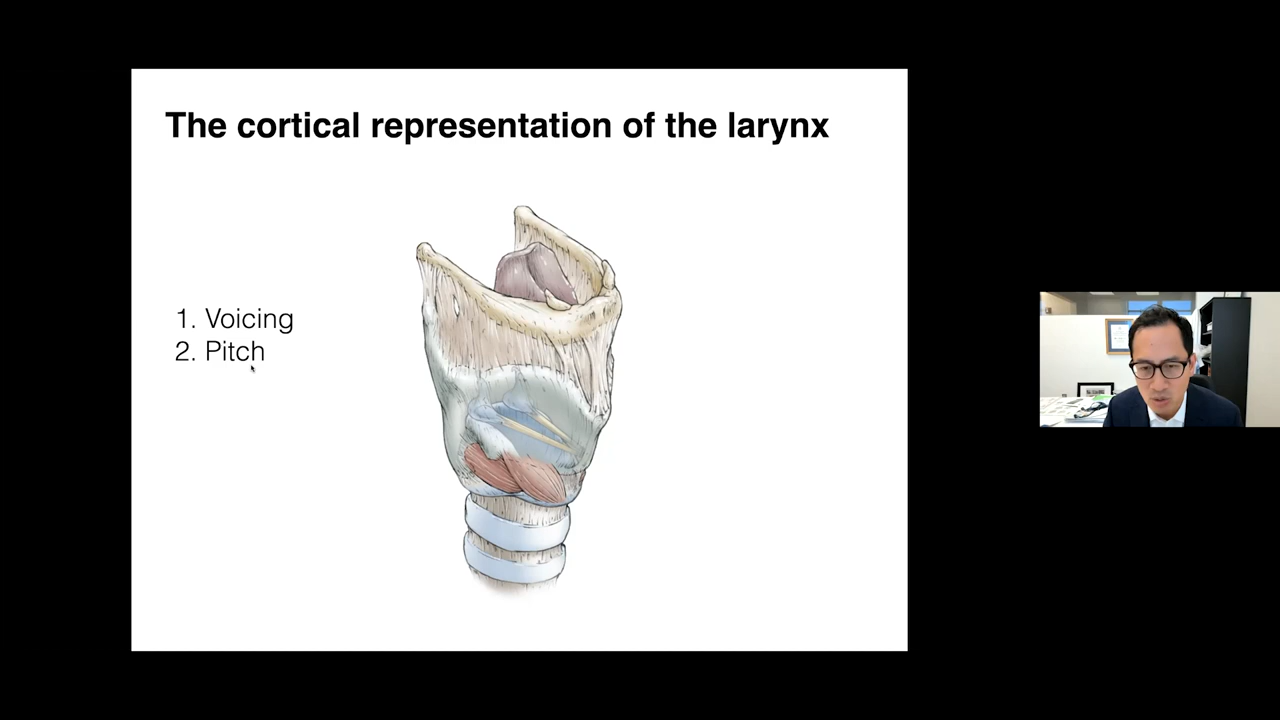 The cortical representation of the larynx
1. Voicing
2. Pitch